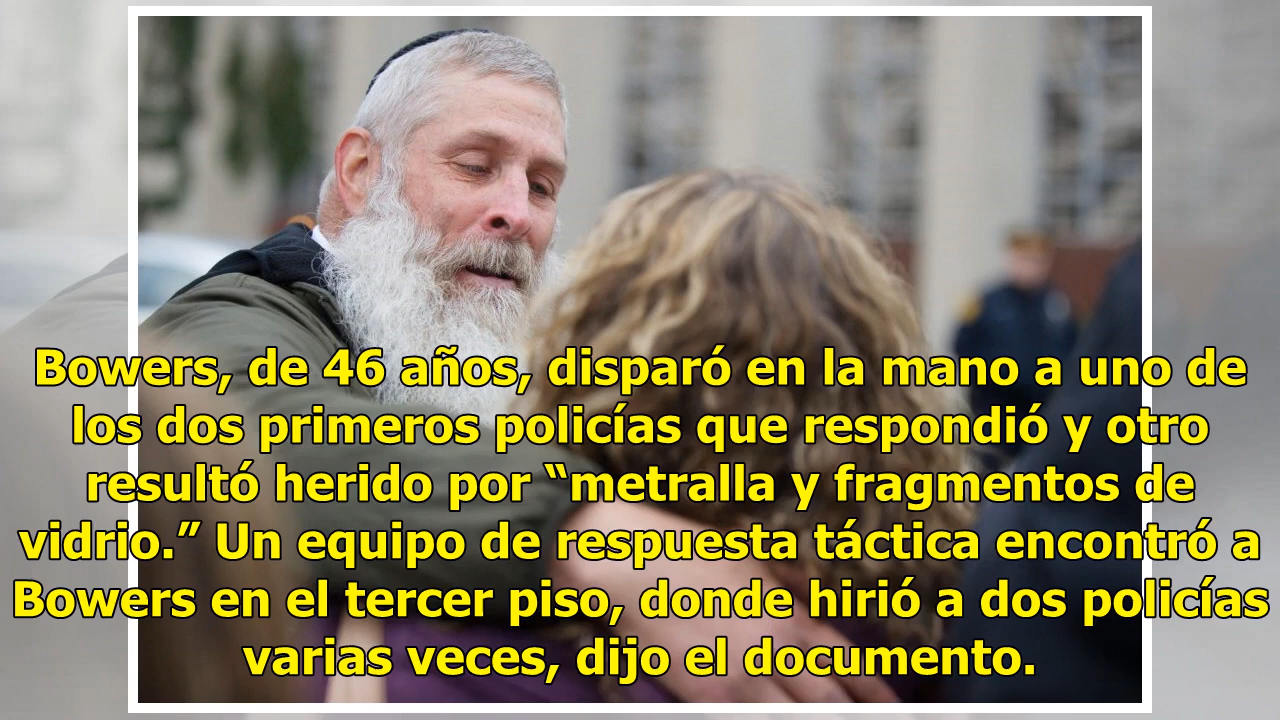 Bowers, de 46 años, disparó en la mano a uno de
los dos primeros policías que respondió y otro
resultó herido por “metralla y fragmentos de
vidrio.” Un equipo de respuesta táctica encontró a
Bowers en el tercer piso, donde hirió a dos policías
varias veces, dijo el documento.